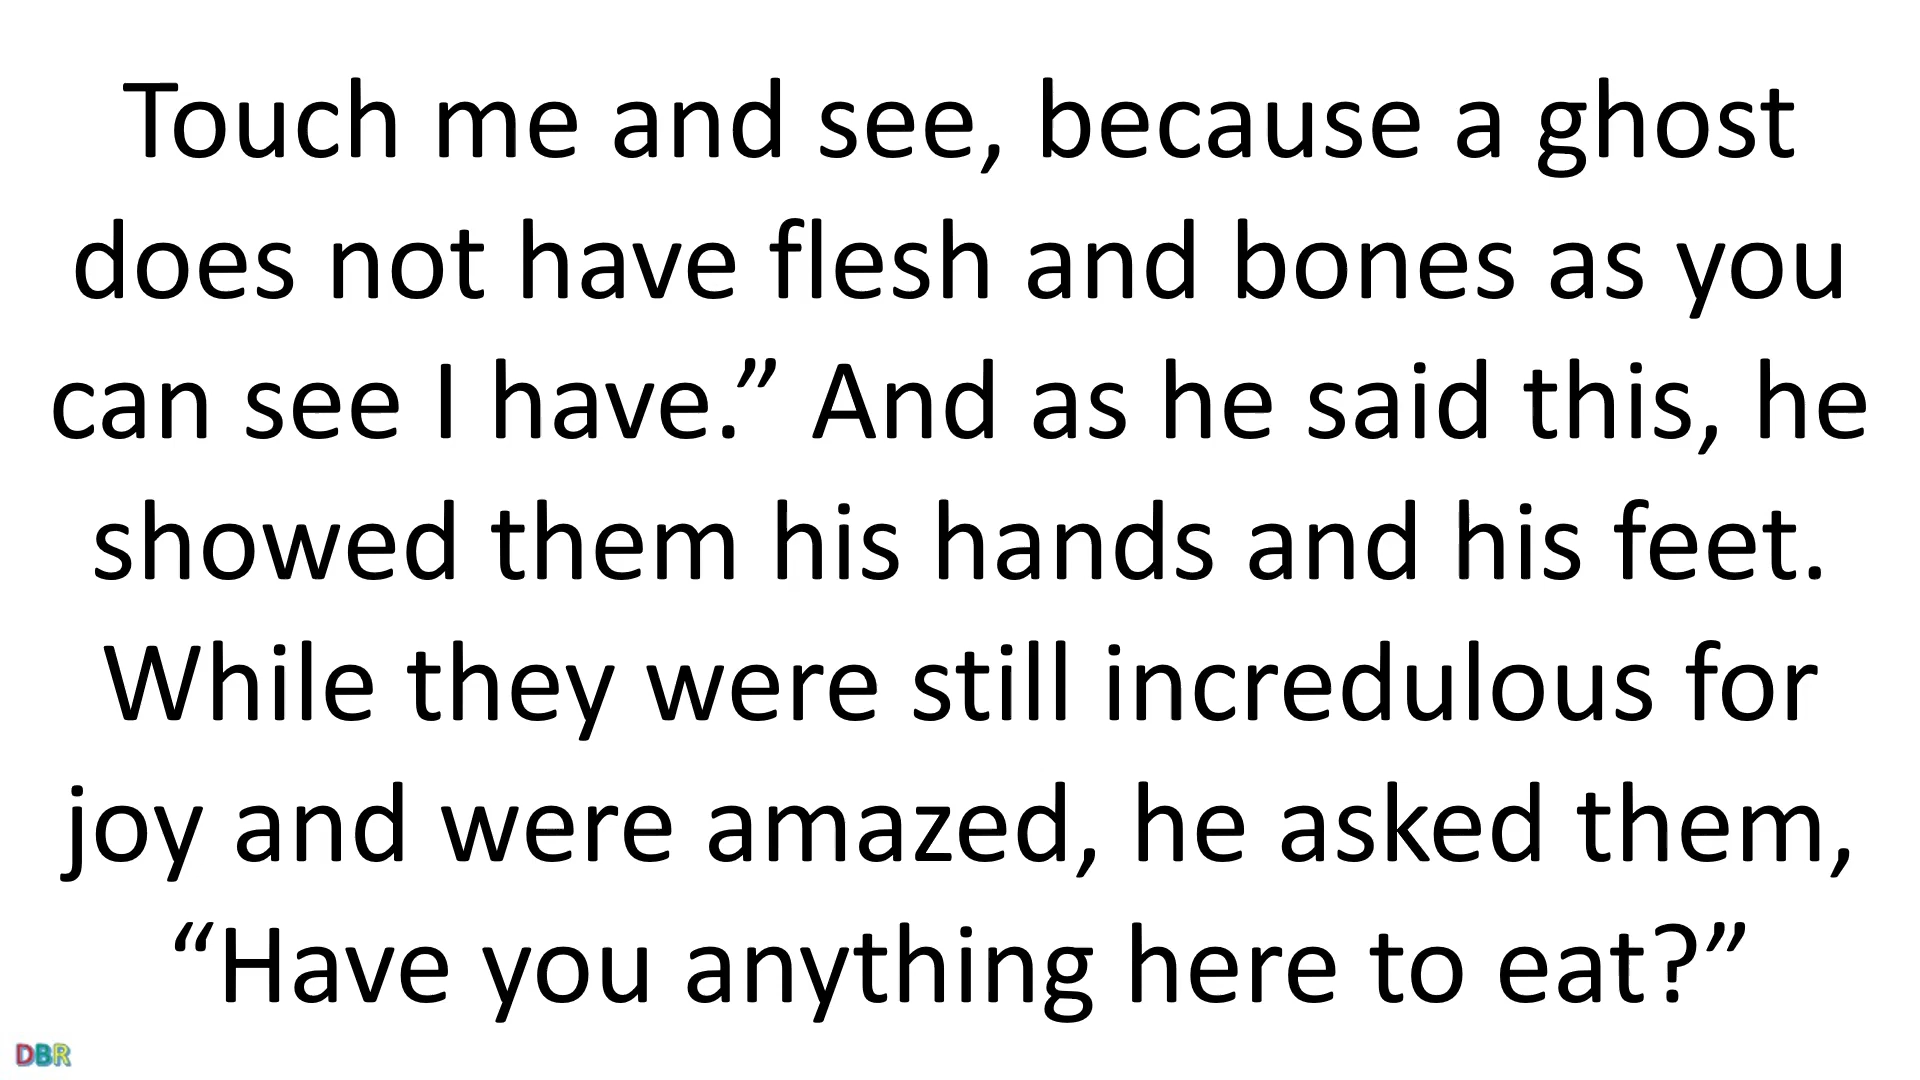 Touch me and see, because a ghost
does not have flesh and bones as you
can see I have.” And as he said this, he
showed them his hands and his feet.
While they were still incredulous for
joy and were amazed, he asked them,
“Have you anything here to eat?”
DBR